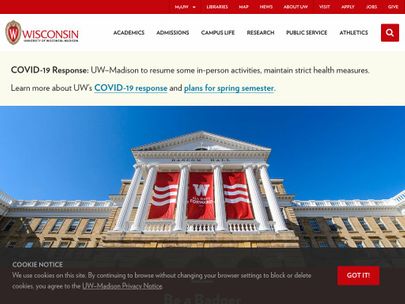 MyUW LIBRARIES MAP NEWS ABOUT UW VISIT APPLY JOBS GIVE
WISCONSIN
UNIVERSITY OF WISCONSIN–MADISON
ACADEMICS ADMISSIONS CAMPUS LIFE RESEARCH PUBLIC SERVICE ATHLETICS
COVID-19 Response: UW–Madison to resume some in-person activities, maintain strict health measures.
Learn more about UW's COVID-19 response and plans for spring semester.
BASCOM HALL
W
FORWARD
Be a Badger
COOKIE NOTICE
We use cookies on this site. By continuing to browse without changing your browser settings to block or delete
cookies, you agree to the UW–Madison Privacy Notice.
GOT IT!